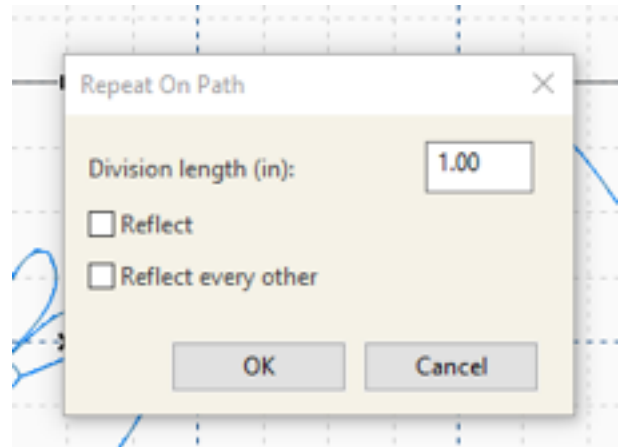 Repeat On Path
Division length (in): 1.00
Reflect
Reflect every other
OK Cancel